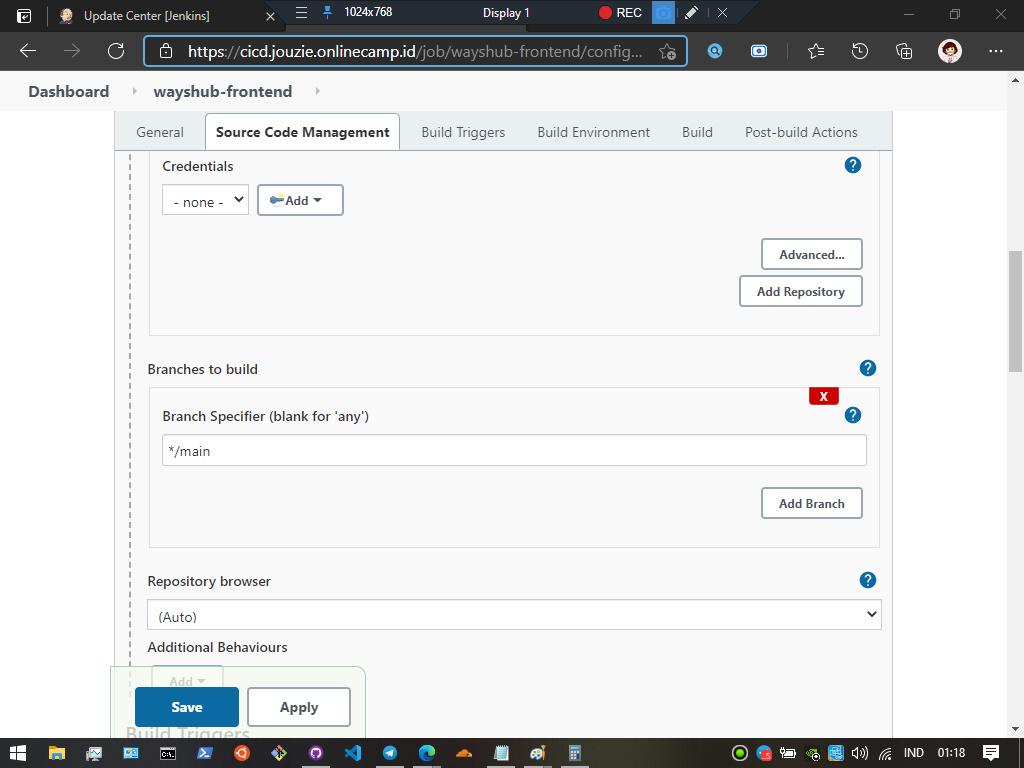 Update Center [Jenkins]
1024x768
Display 1
REC
https://cicd.jouzie.onlinecamp.id/job/wayshub-frontend/config...
Dashboard
wayshub-frontend
General
Source Code Management
Build Triggers
Build Environment
Build
Post-build Actions
Credentials
- none -
Add
Advanced...
Add Repository
Branches to build
X
Branch Specifier (blank for 'any')
*/main
Add Branch
Repository browser
(Auto)
Additional Behaviours
Add
Save
Apply
Build Triggers
IND
01:18